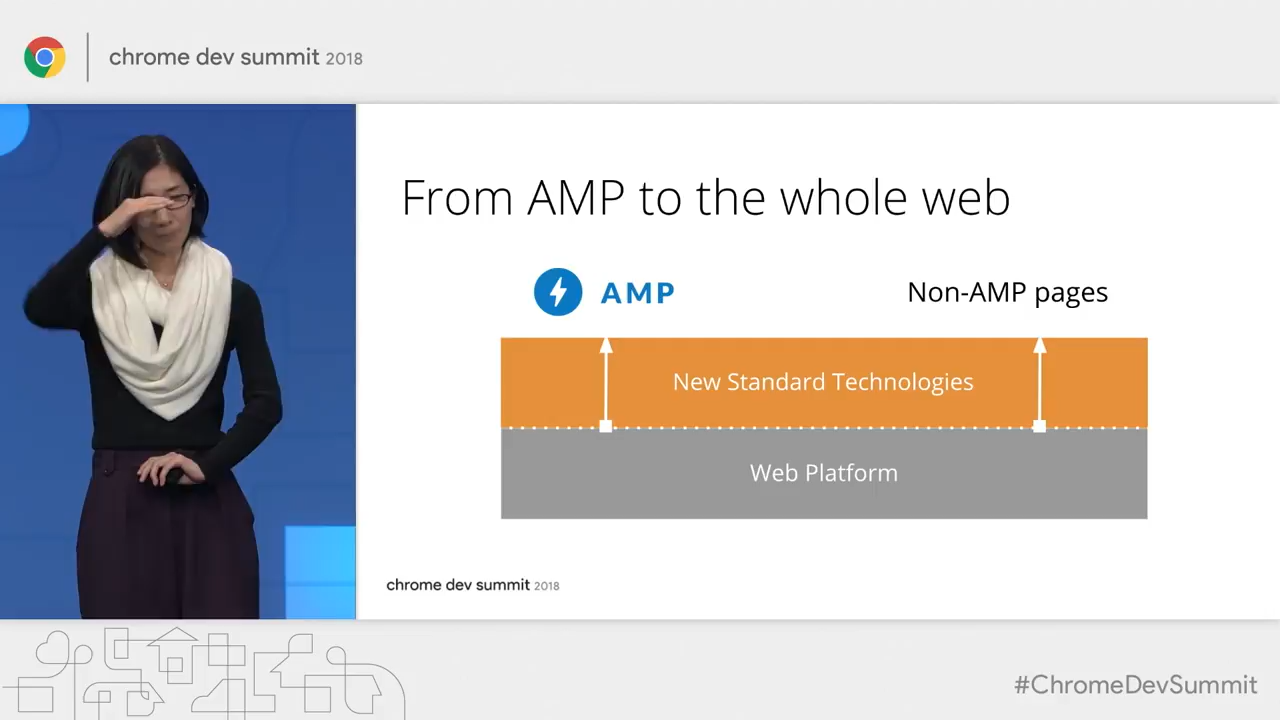 chrome dev summit 2018
From AMP to the whole web
AMP
Non-AMP pages
New Standard Technologies
Web Platform
chrome dev summit 2018
#ChromeDevSummit